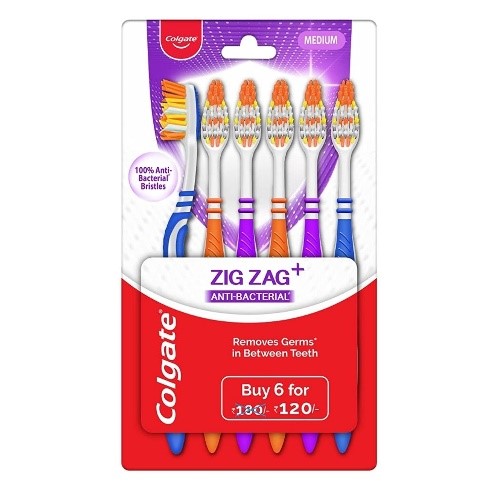 Colgate®
MEDIUM
100% Anti-
Bacterial*
Bristles
ZIG ZAG+
ANTI-BACTERIAL*
Colgate®
Removes Germs*
in Between Teeth
Buy 6 for
₹180/- ₹120/-